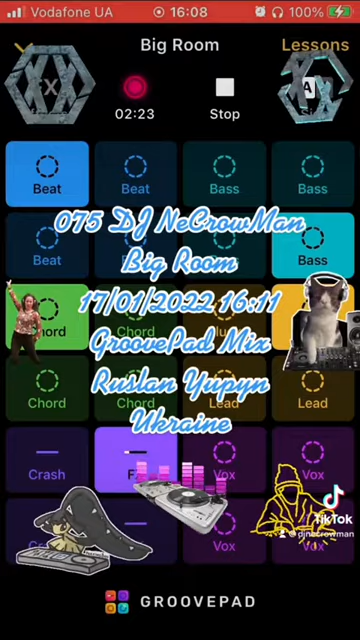 Vodafone UA 16:08 100%
Big Room Lessons
02:23 Stop
Beat Beat Bass Bass
075 DJ NeCrowMan
Beat Bass
Big Room
17/01/2022 16:11
Chord
GroovePad Mix
Chord Chord Lead Lead
Ruslan Yupyn
Ukraine
Crash Vox Vox
TikTok
@djnecrowman
Vox Vox
GROOVEPAD